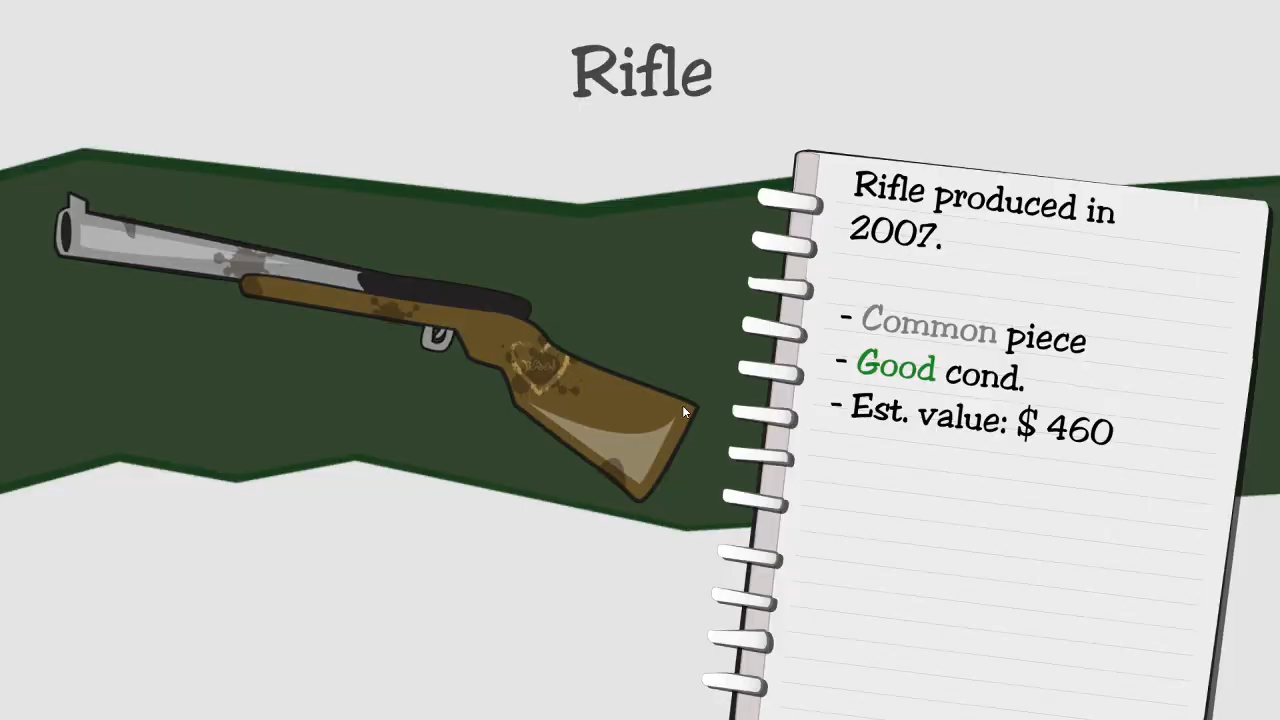 Rifle
Rifle produced in
2007.
- Common piece
- Good cond.
- Est. value: $ 460